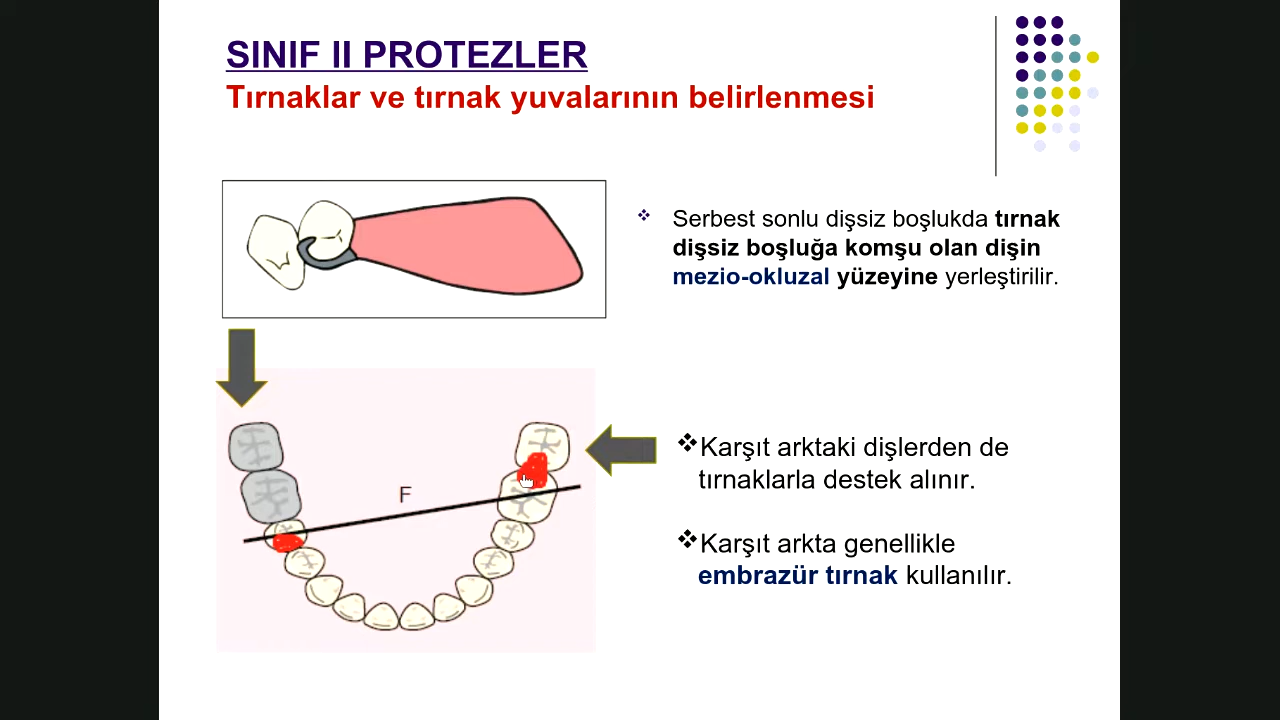 SINIF II PROTEZLER
Tırnaklar ve tırnak yuvalarının belirlenmesi
Serbest sonlu dişsiz boşlukda tırnak
dişsiz boşluğa komşu olan dişin
mezio-okluzal yüzeyine yerleştirilir.
F
Karşıt arktaki dişlerden de
tırnaklarla destek alınır.
Karşıt arkta genellikle
embrazür tırnak kullanılır.